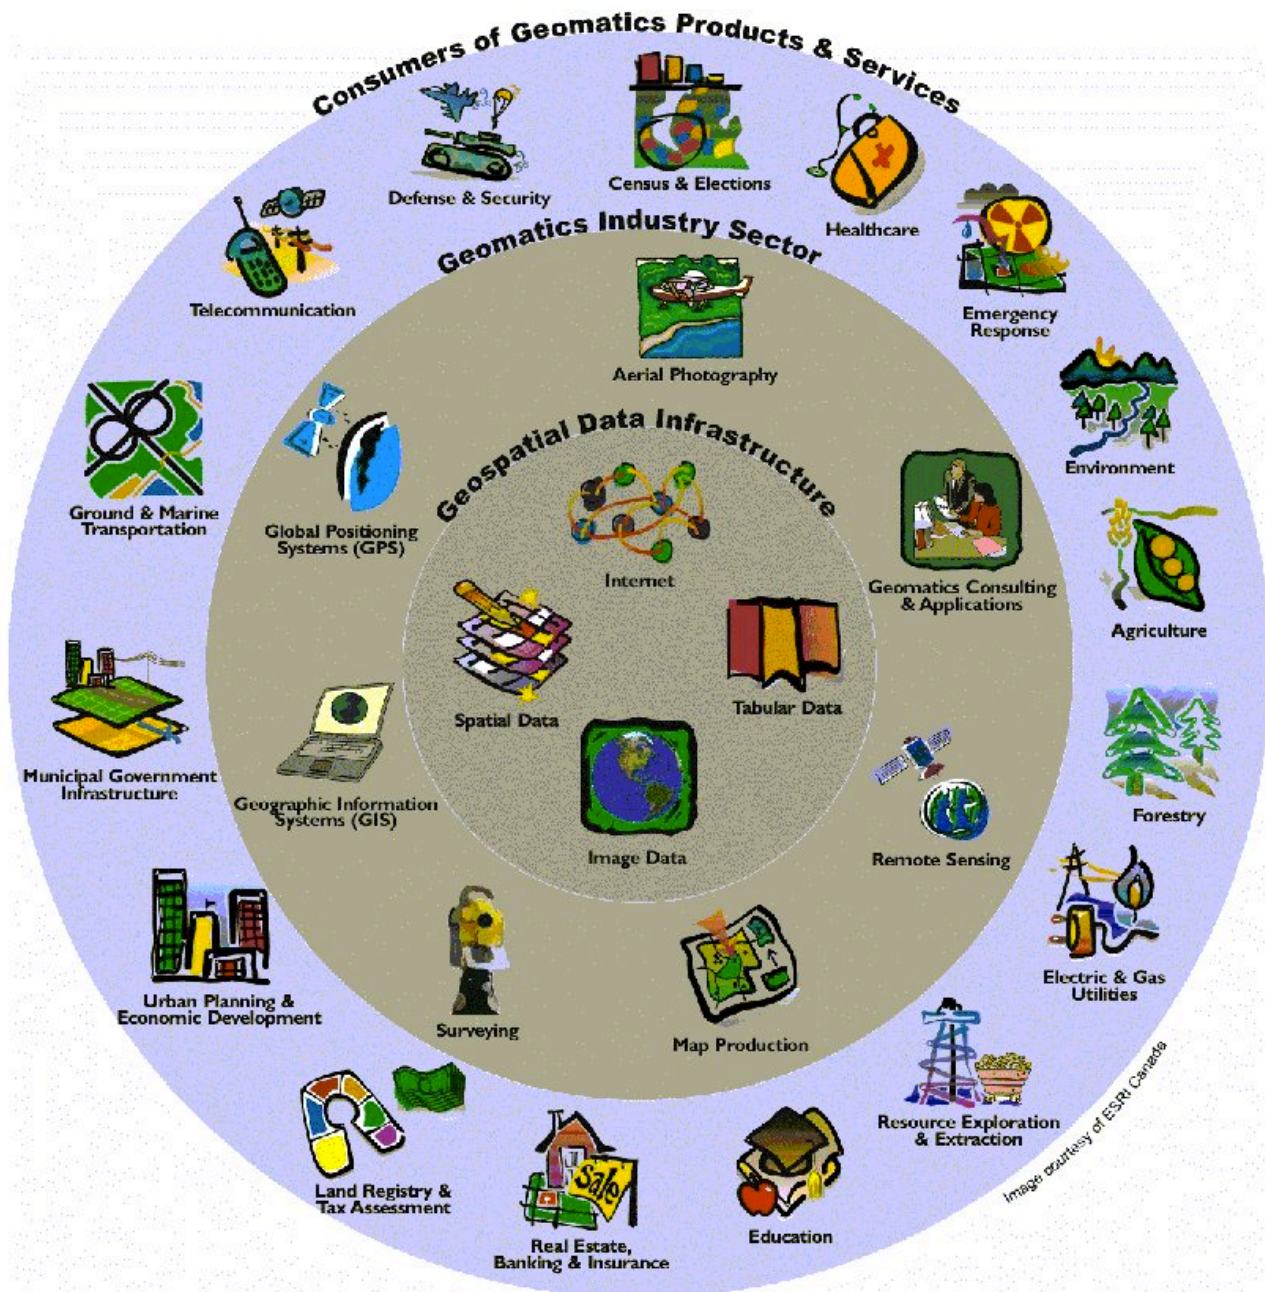 Consumers of Geomatics Products & Services
Defense & Security
Census & Elections
Healthcare
Emergency
Response
Telecommunication
Environment
Ground & Marine
Transportation
Agriculture
Municipal Government
Infrastructure
Forestry
Urban Planning &
Economic Development
Electric & Gas
Utilities
Land Registry &
Tax Assessment
Sale
Real Estate,
Banking & Insurance
Education
Resource Exploration
& Extraction
Geomatics Industry Sector
Aerial Photography
Global Positioning
Systems (GPS)
Geomatics Consulting
& Applications
Geographic Information
Systems (GIS)
Remote Sensing
Surveying
Map Production
Geospatial Data Infrastructure
Internet
Spatial Data
Tabular Data
Image Data
Image courtesy of ESRI Canada